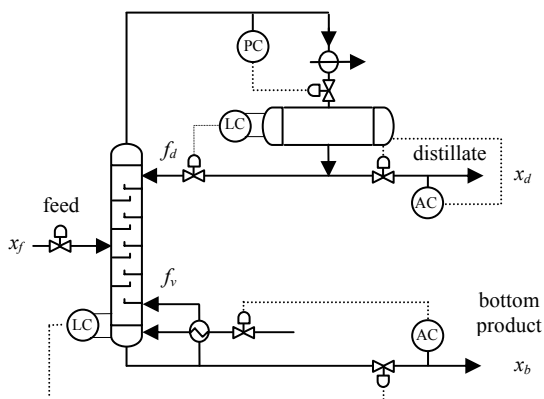 PC
LC
f_d
distillate
x_d
AC
feed
x_f
f_v
bottom
product
LC
AC
x_b